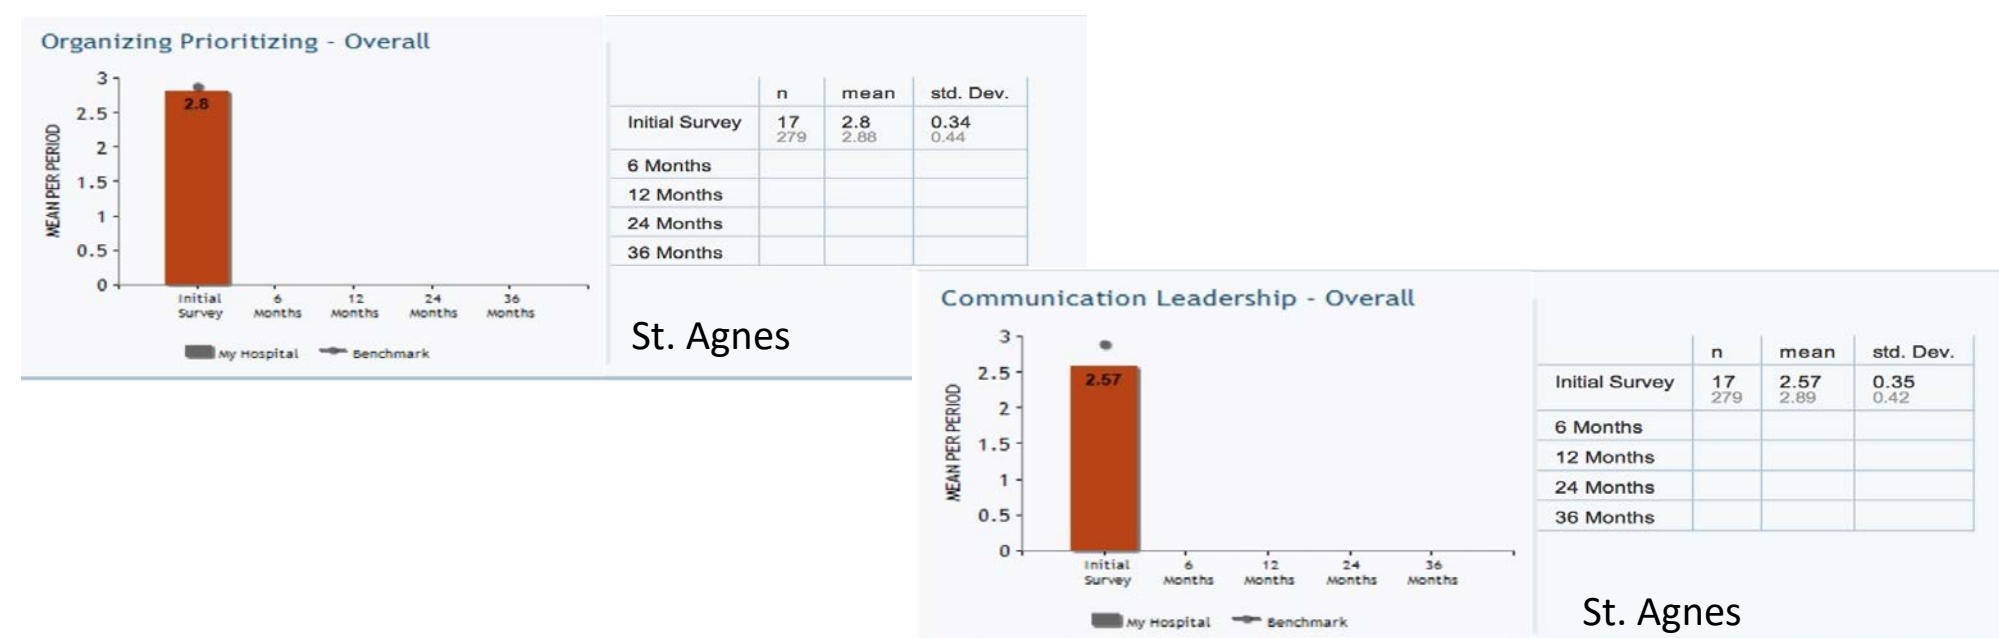 Organizing Prioritizing - Overall
MEAN PER PERIOD
3
2.5
2
1.5
1
0.5
0
2.8
Initial Survey
6 Months
12 Months
24 Months
36 Months
My Hospital Benchmark
n mean std. Dev.
Initial Survey 17 2.8 0.34
279 2.88 0.44
6 Months
12 Months
24 Months
36 Months
St. Agnes
Communication Leadership - Overall
MEAN PER PERIOD
3
2.5
2
1.5
1
0.5
0
2.57
Initial Survey
6 Months
12 Months
24 Months
36 Months
My Hospital Benchmark
n mean std. Dev.
Initial Survey 17 2.57 0.35
279 2.89 0.42
6 Months
12 Months
24 Months
36 Months
St. Agnes